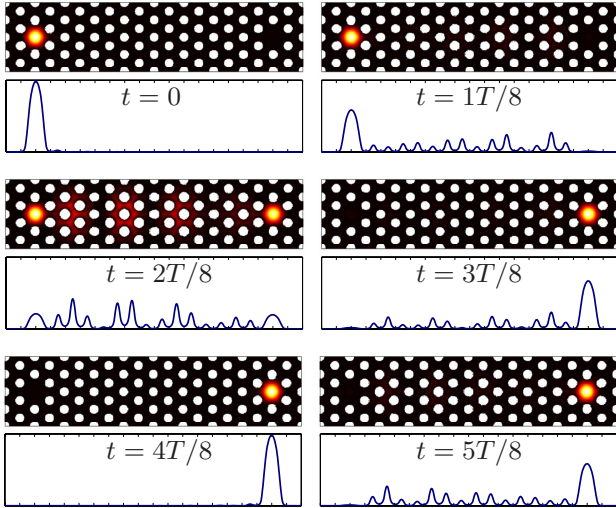 t = 0
t = 1T/8
t = 2T/8
t = 3T/8
t = 4T/8
t = 5T/8